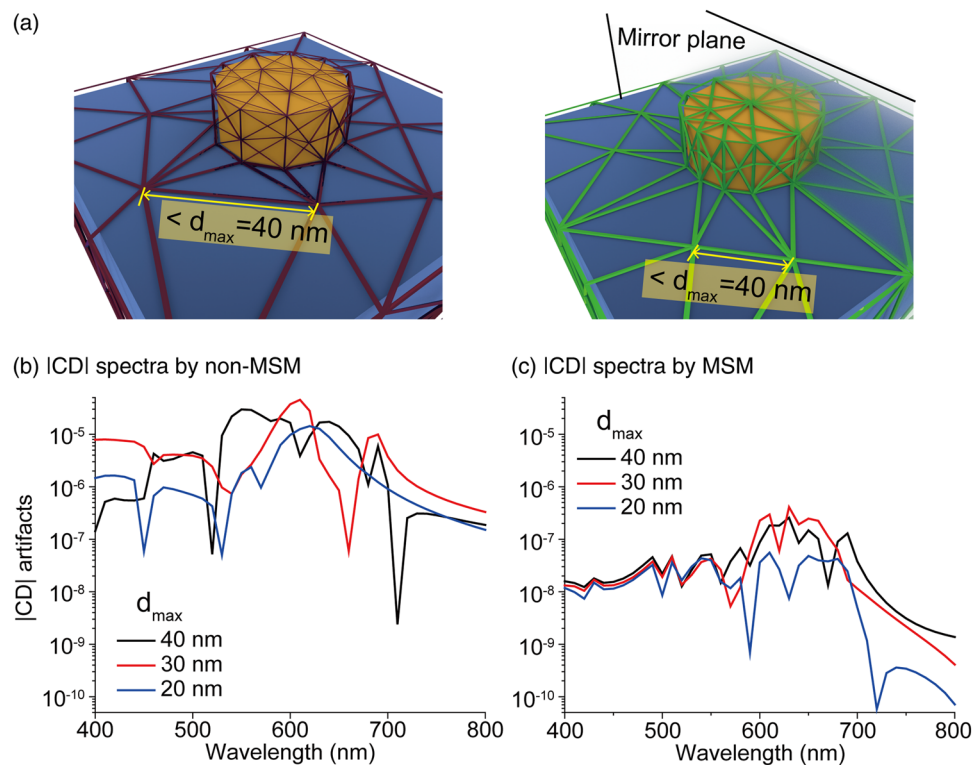 (a)
< dmax=40 nm
Mirror plane
< dmax=40 nm
(b) |CD| spectra by non-MSM
|CD| artifacts
10-5
10-6
10-7
10-8
10-9
10-10
dmax
40 nm
30 nm
20 nm
400 500 600 700 800
Wavelength (nm)
(c) |CD| spectra by MSM
10-5
10-6
10-7
10-8
10-9
10-10
dmax
40 nm
30 nm
20 nm
400 500 600 700 800
Wavelength (nm)